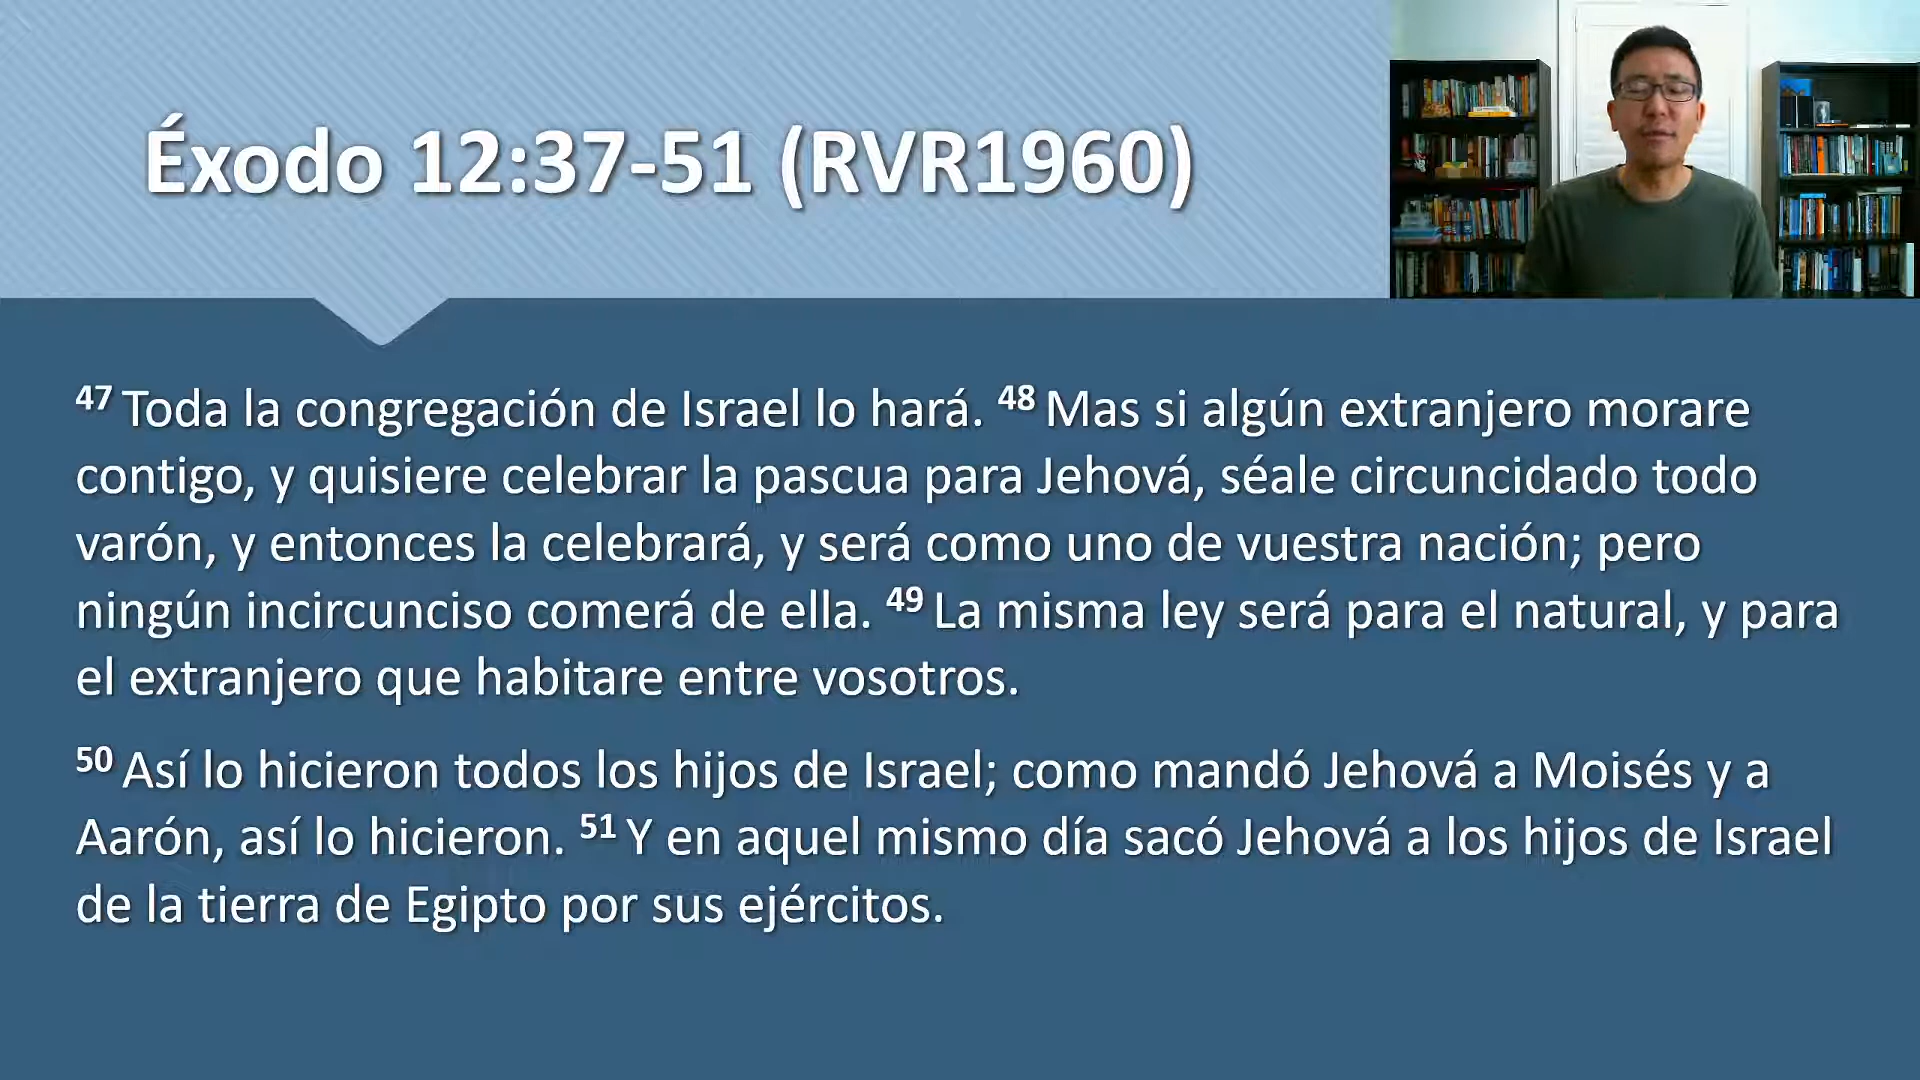 Éxodo 12:37-51 (RVR1960)
47 Toda la congregación de Israel lo hará. 48 Mas si algún extranjero morare
contigo, y quisiere celebrar la pascua para Jehová, séale circuncidado todo
varón, y entonces la celebrará, y será como uno de vuestra nación; pero
ningún incircunciso comerá de ella. 49 La misma ley será para el natural, y para
el extranjero que habitare entre vosotros.
50 Así lo hicieron todos los hijos de Israel; como mandó Jehová a Moisés y a
Aarón, así lo hicieron. 51 Y en aquel mismo día sacó Jehová a los hijos de Israel
de la tierra de Egipto por sus ejércitos.